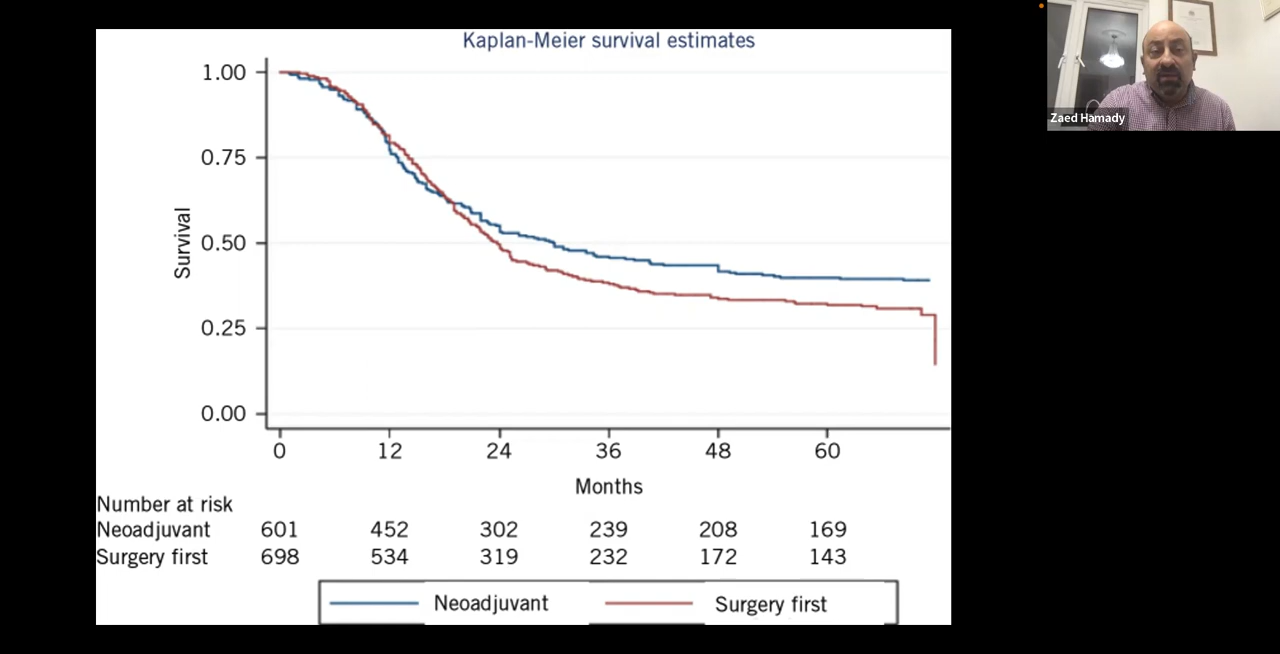 Kaplan-Meier survival estimates
Zaed Hamady
1.00
0.75
0.50
0.25
0.00
Survival
0 12 24 36 48 60
Months
Number at risk
Neoadjuvant 601 452 302 239 208 169
Surgery first 698 534 319 232 172 143
Neoadjuvant Surgery first